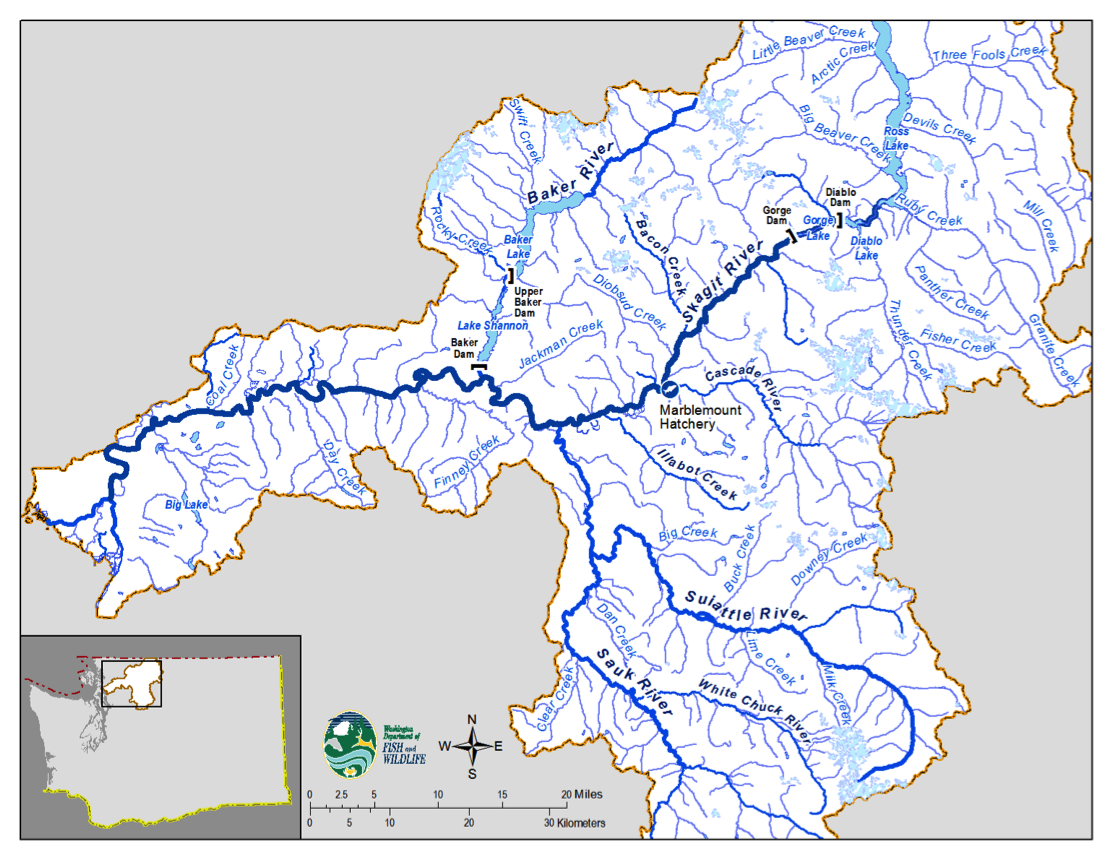 Little Beaver Creek
Arctic Creek
Three Fools Creek
Swift Creek
Big Beaver Creek
Ross
Lake
Devils Creek
Baker River
Diablo
Dam
Gorge
Dam
Gorge
Lake
Ruby Creek
Mill Creek
Rocky Creek
Baker
Lake
Bacon Creek
Skagit River
Diablo
Lake
Upper
Baker
Dam
Diobsud Creek
Panther Creek
Lake Shannon
Jackman Creek
Thunder Creek
Fisher Creek
Granite Creek
Baker
Dam
Coal Creek
Cascade River
Marblemount
Hatchery
Finney Creek
Day Creek
Illabot Creek
Big Lake
Big Creek
Buck Creek
Downey Creek
Suiattle River
Dan Creek
Lime Creek
Sauk River
Milk Creek
Clear Creek
White Chuck River
Washington
Department of
FISH and
WILDLIFE
N
W E
S
0 2.5 5 10 15 20 Miles
0 5 10 20 30 Kilometers